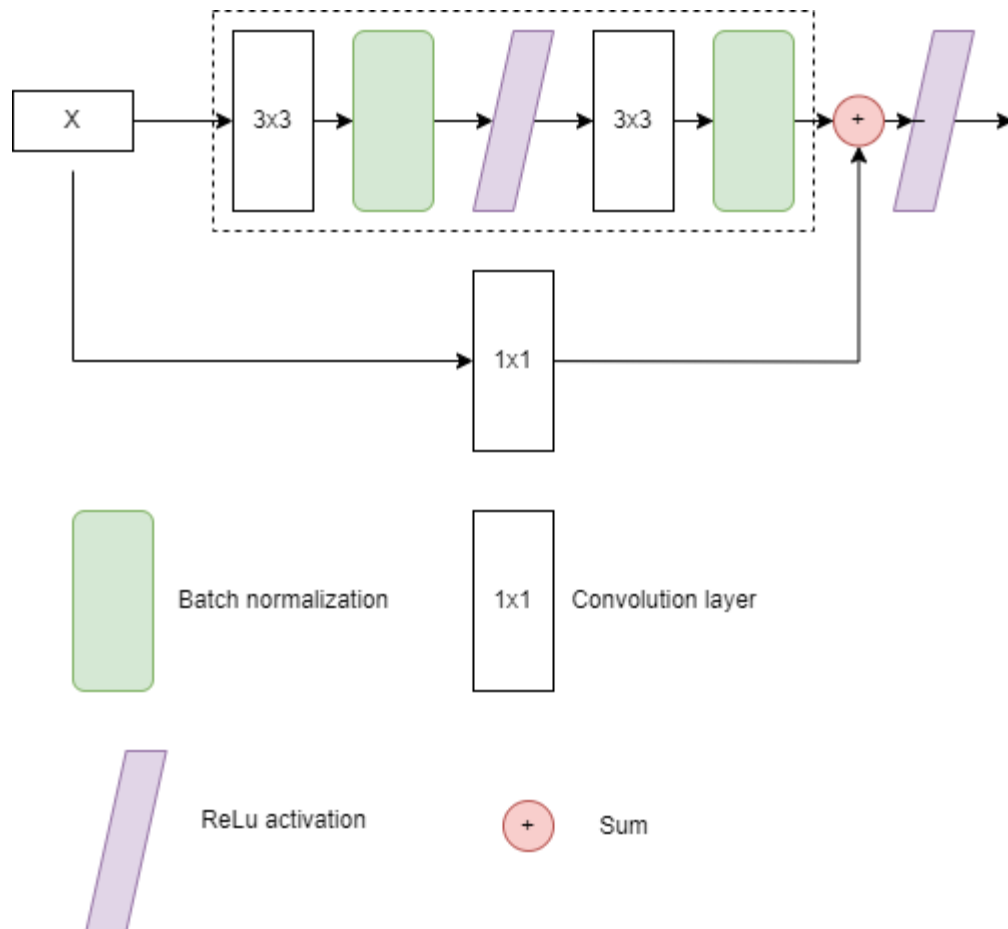 X
3x3
3x3
+
1x1
Batch normalization
1x1
Convolution layer
ReLu activation
+
Sum